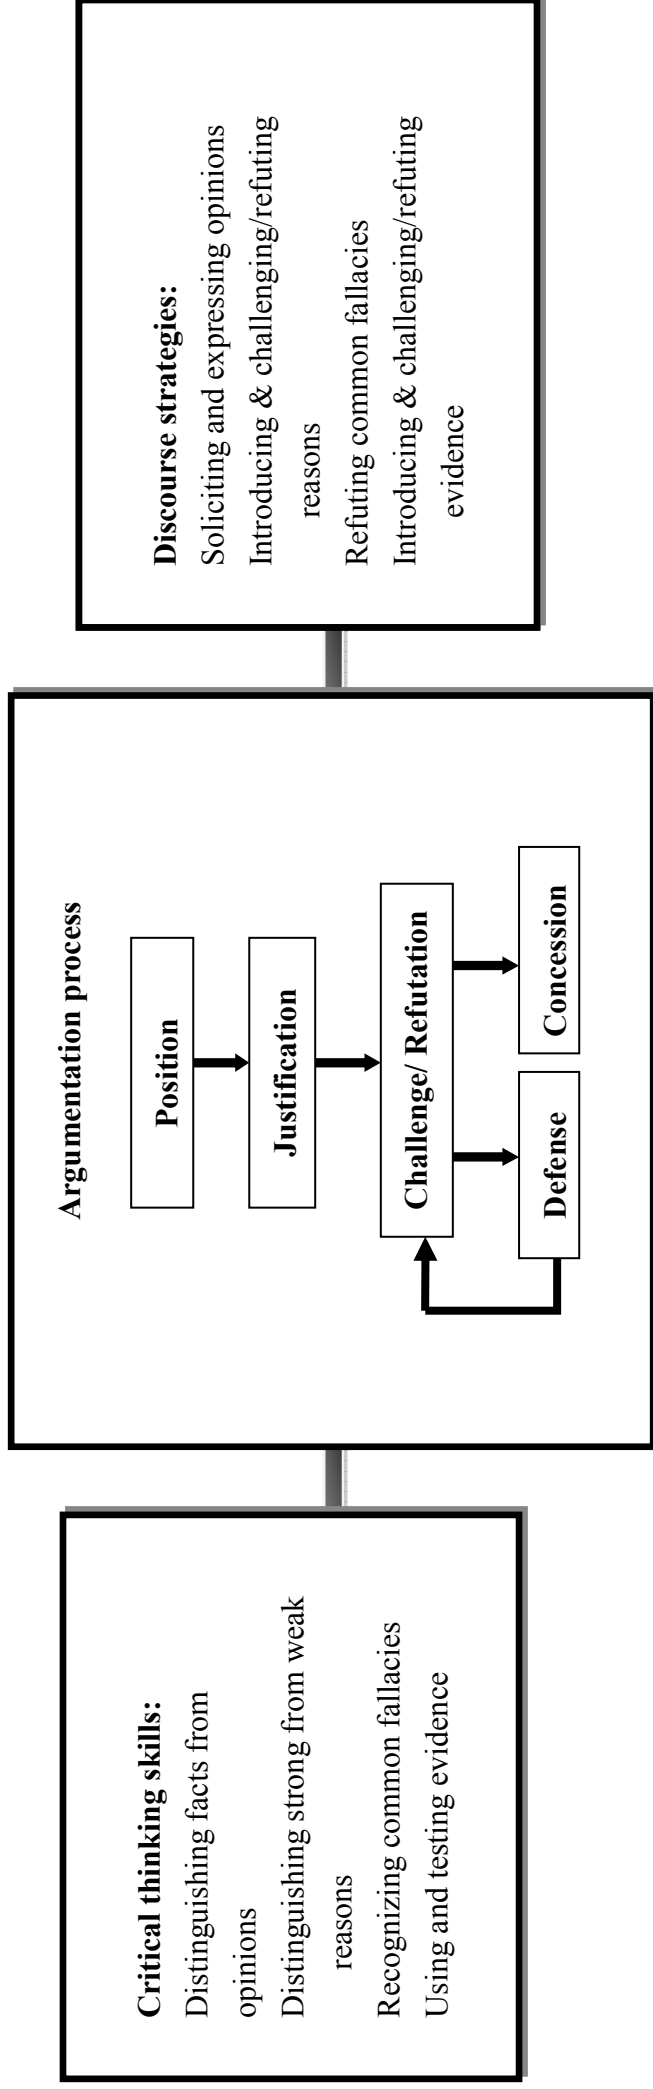 Critical thinking skills:
Distinguishing facts from
opinions
Distinguishing strong from weak
reasons
Recognizing common fallacies
Using and testing evidence
Argumentation process
Position
Justification
Challenge/ Refutation
Defense
Concession
Discourse strategies:
Soliciting and expressing opinions
Introducing & challenging/refuting
reasons
Refuting common fallacies
Introducing & challenging/refuting
evidence